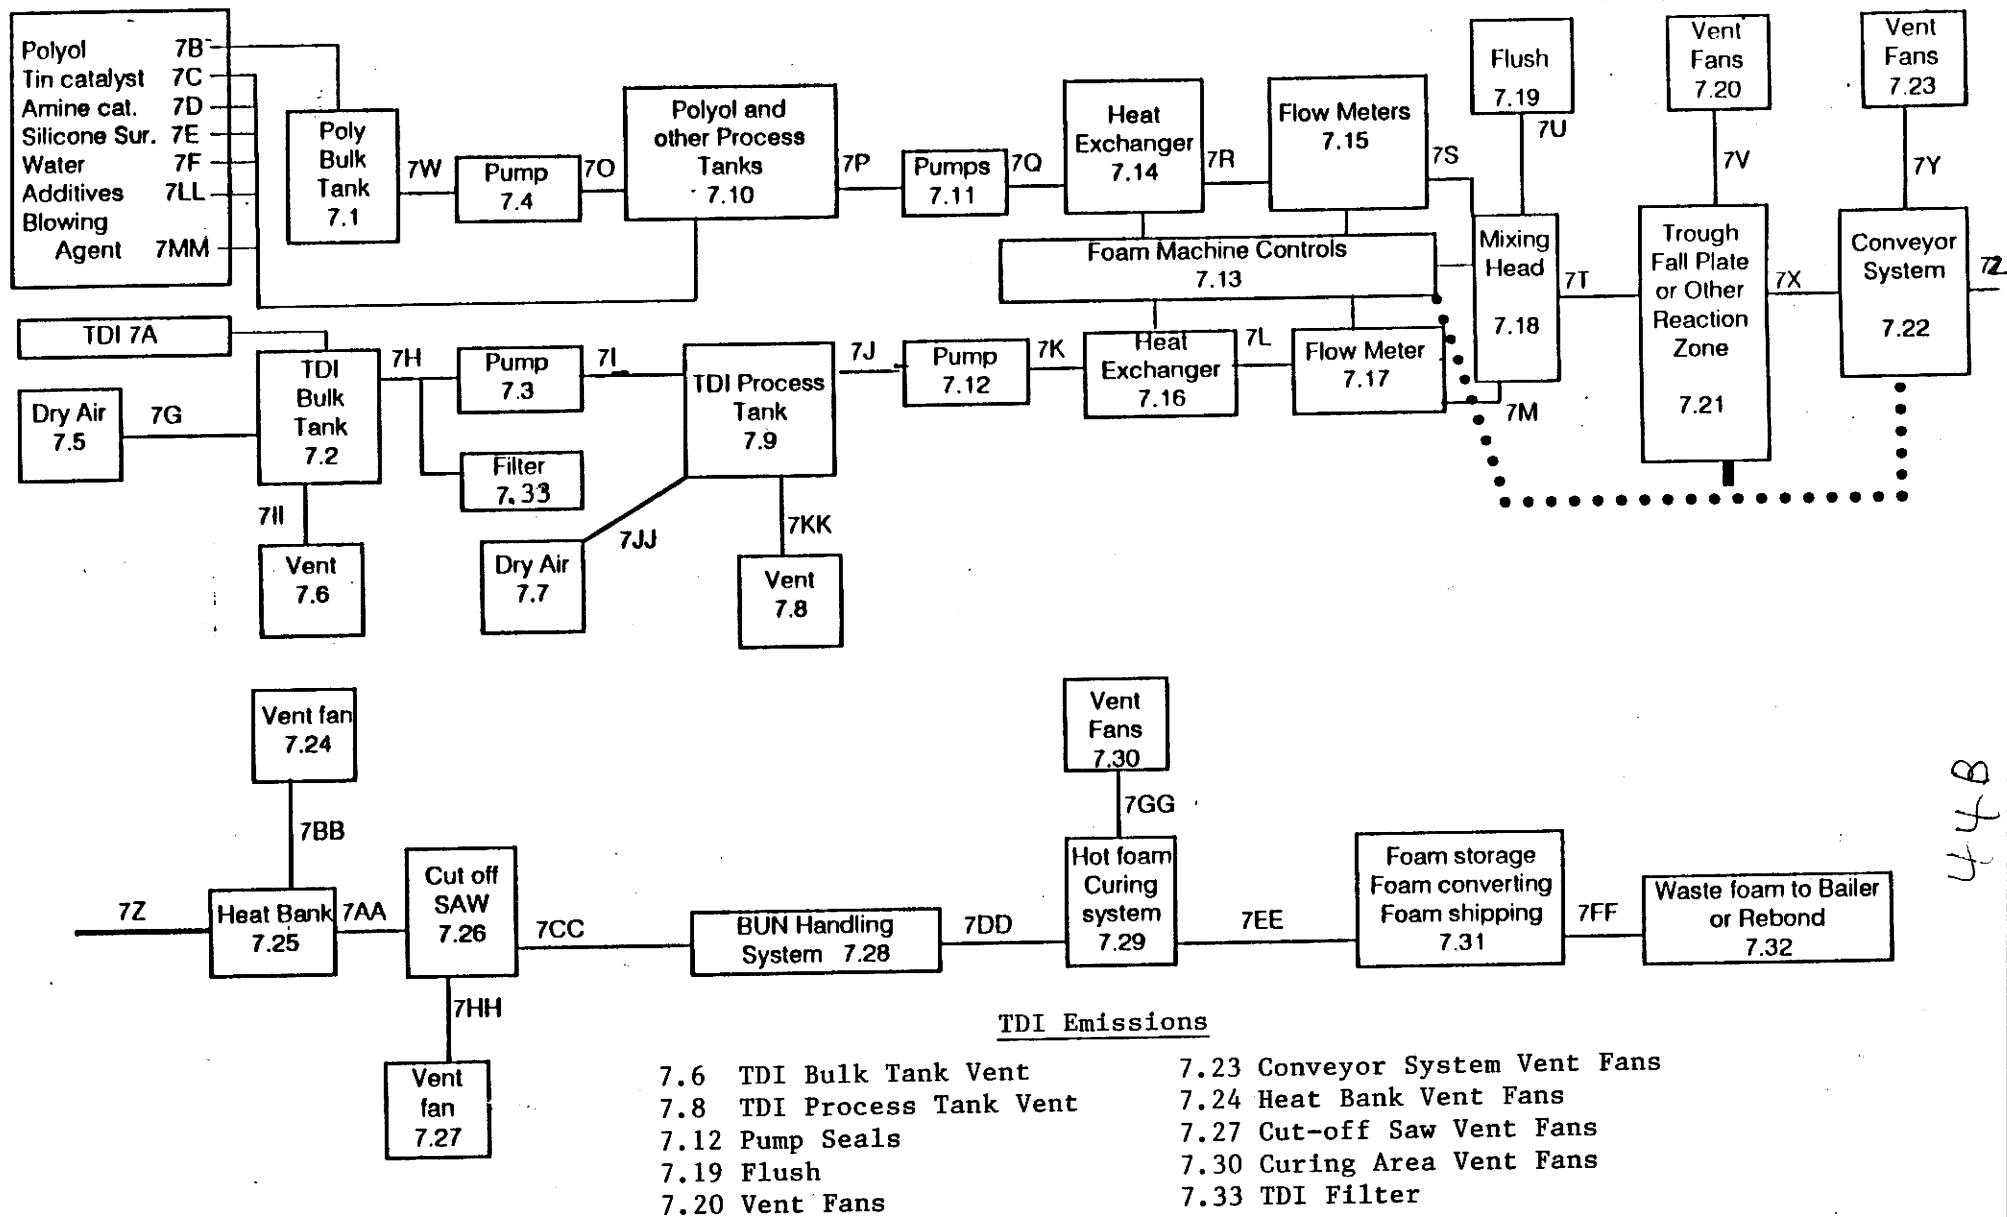 Polyol 7B
Tin catalyst 7C
Amine cat. 7D
Silicone Sur. 7E
Water 7F
Additives 7LL
Blowing
Agent 7MM
Poly
Bulk
Tank
7.1
7W
Pump
7.4
7O
Polyol and
other Process
Tanks
7.10
7P
Pumps
7.11
7Q
Heat
Exchanger
7.14
7R
Flow Meters
7.15
7S
Flush
7.19
7U
Vent
Fans
7.20
7V
Vent
Fans
7.23
7Y
Foam Machine Controls
7.13
Mixing
Head
7.18
7T
Trough
Fall Plate
or Other
Reaction
Zone
7.21
7X
Conveyor
System
7.22
7Z
TDI 7A
Dry Air
7.5
7G
TDI
Bulk
Tank
7.2
7H
Pump
7.3
7I
TDI Process
Tank
7.9
7J
Pump
7.12
7K
Heat
Exchanger
7.16
7L
Flow Meter
7.17
7M
Filter
7.33
7II
Vent
7.6
Dry Air
7.7
7JJ
7KK
Vent
7.8
Vent fan
7.24
7BB
7Z
Heat Bank
7.25
7AA
Cut off
SAW
7.26
7CC
7HH
Vent
fan
7.27
BUN Handling
System 7.28
7DD
Vent
Fans
7.30
7GG
Hot foam
Curing
system
7.29
7EE
Foam storage
Foam converting
Foam shipping
7.31
7FF
Waste foam to Bailer
or Rebond
7.32
44B
TDI Emissions
7.6 TDI Bulk Tank Vent
7.8 TDI Process Tank Vent
7.12 Pump Seals
7.19 Flush
7.20 Vent Fans
7.23 Conveyor System Vent Fans
7.24 Heat Bank Vent Fans
7.27 Cut-off Saw Vent Fans
7.30 Curing Area Vent Fans
7.33 TDI Filter